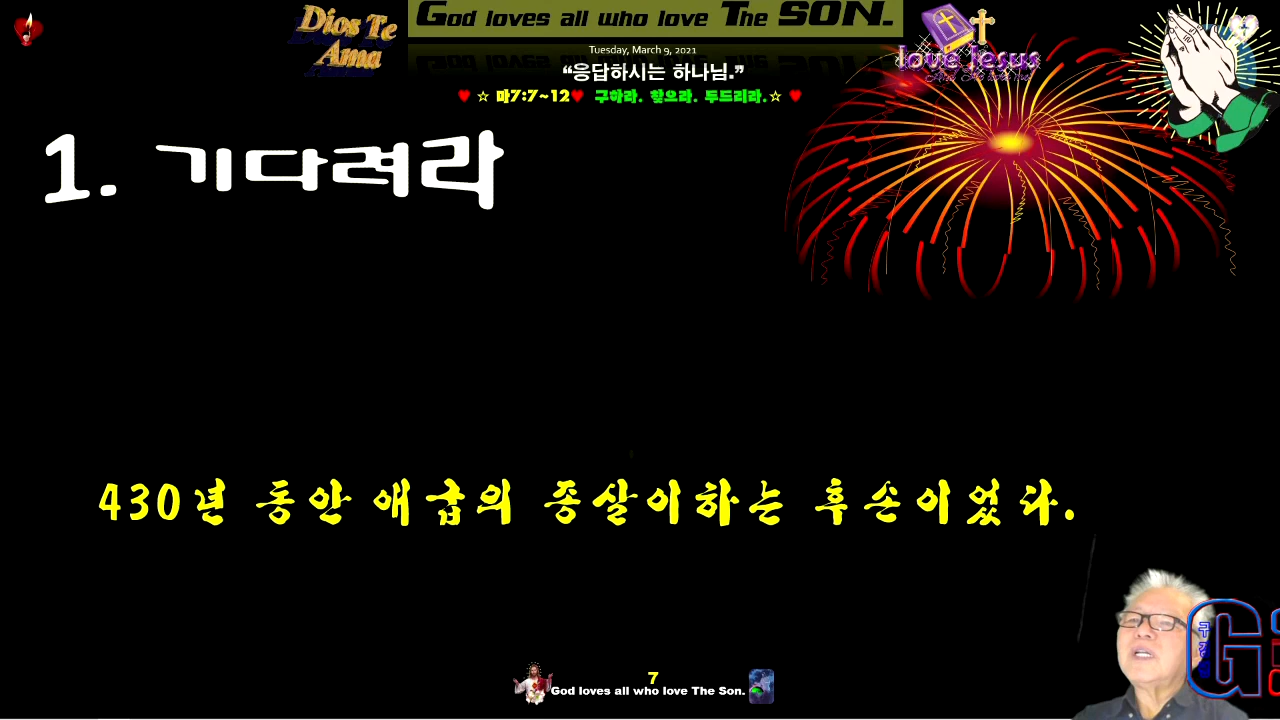 Dios Te
Ama
God loves all who love The SON.
Tuesday, March 9, 2021
“응답하시는 하나님.”
♥ ☆ 마7:7~12♥ 구하라. 찾으라. 두드리라.☆ ♥
love Jesus
1. 기다려라
430년 동안 애급의 종살이하는 후손이었다.
G
7
God loves all who love The Son.